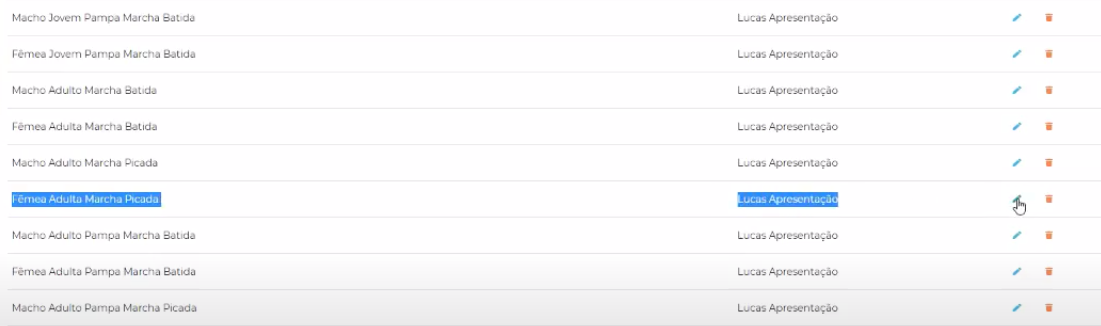 Macho Jovem Pampa Marcha Batida Lucas Apresentação
Fêmea Jovem Pampa Marcha Batida Lucas Apresentação
Macho Adulto Marcha Batida Lucas Apresentação
Fêmea Adulta Marcha Batida Lucas Apresentação
Macho Adulto Marcha Picada Lucas Apresentação
Fêmea Adulta Marcha Picada Lucas Apresentação
Macho Adulto Pampa Marcha Batida Lucas Apresentação
Fêmea Adulta Pampa Marcha Batida Lucas Apresentação
Macho Adulto Pampa Marcha Picada Lucas Apresentação